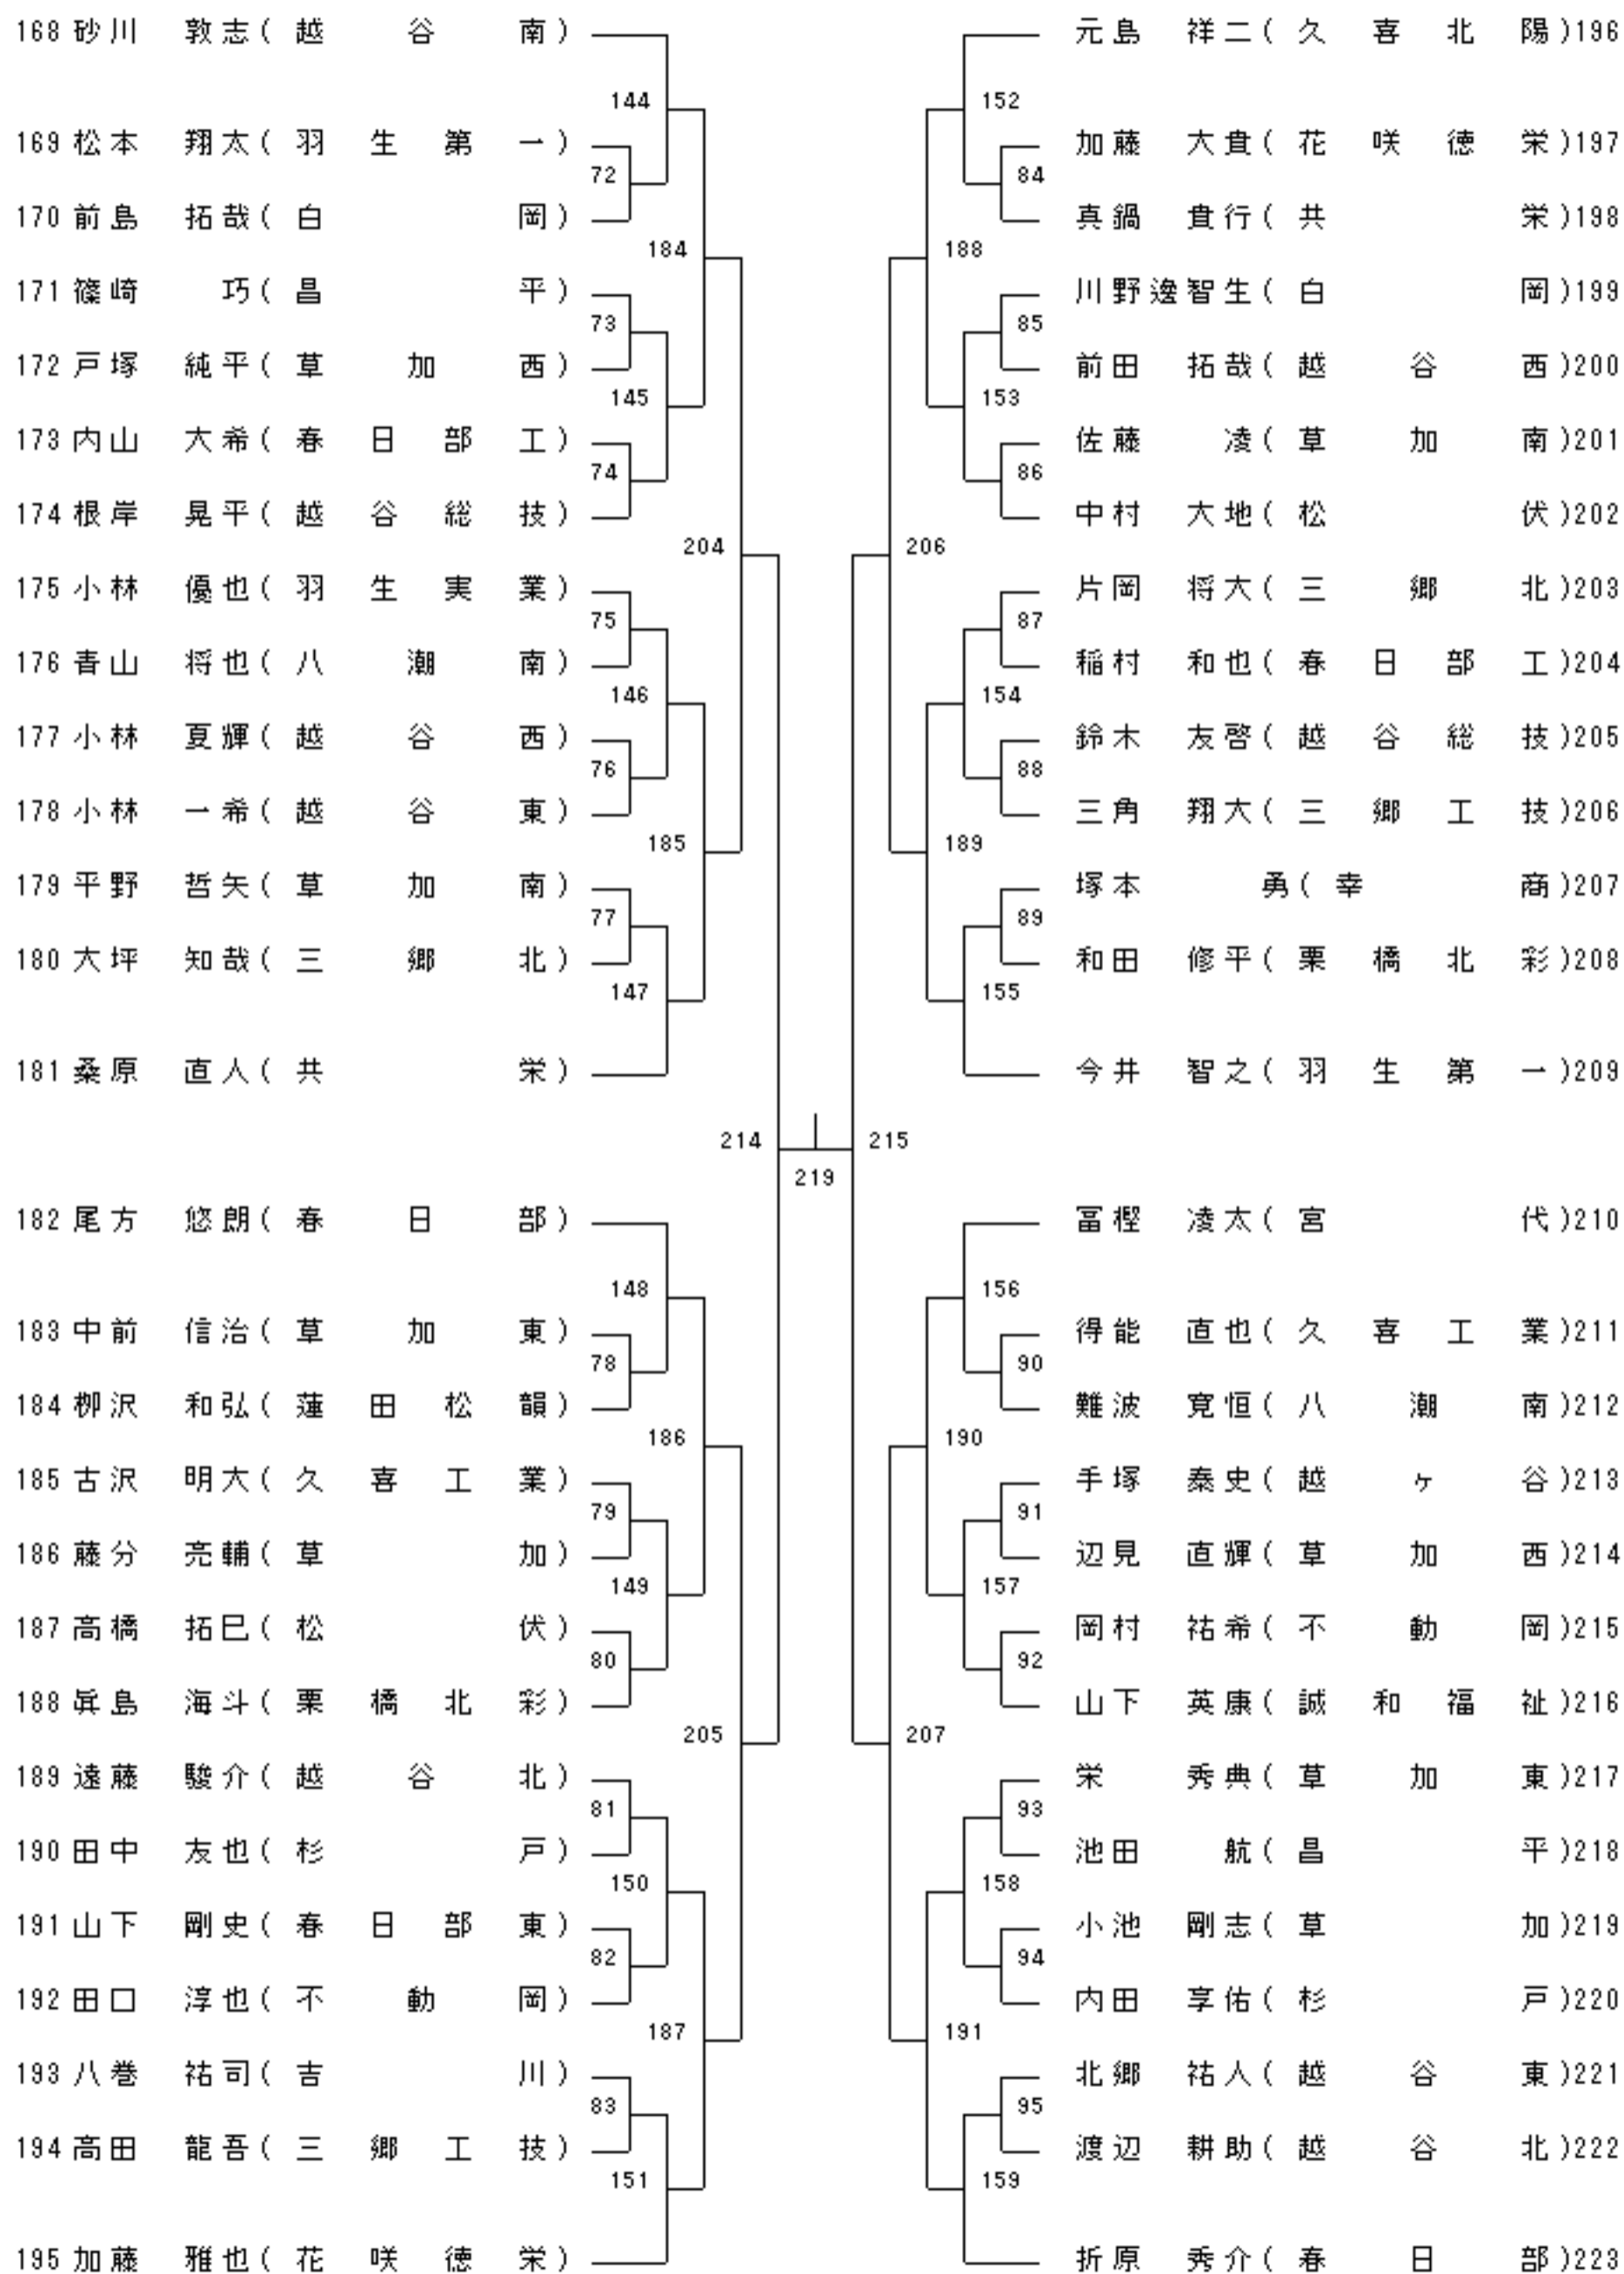 168 砂川 敦志(越谷南)
144
169 松本 翔太(羽生第一)
72
170 前島 拓哉(白岡)
184
171 篠崎 巧(昌平)
73
172 戸塚 純平(草加西)
145
173 内山 大希(春日部工)
74
174 根岸 晃平(越谷総技)
204
175 小林 優也(羽生実業)
75
176 青山 将也(八潮南)
146
177 小林 夏輝(越谷西)
76
178 小林 一希(越谷東)
185
179 平野 哲矢(草加南)
77
180 大坪 知哉(三郷北)
147
181 桑原 直人(共栄)
214
182 尾方 悠朗(春日部)
148
183 中前 信治(草加東)
78
184 柳沢 和弘(蓮田松韻)
186
185 古沢 明大(久喜工業)
79
186 藤分 亮輔(草加)
149
187 高橋 拓巳(松伏)
80
188 眞島 海斗(栗橋北彩)
205
189 遠藤 駿介(越谷北)
81
190 田中 友也(杉戸)
150
191 山下 剛史(春日部東)
82
192 田口 淳也(不動岡)
187
193 八巻 祐司(吉川)
83
194 高田 龍吾(三郷工技)
151
195 加藤 雅也(花咲徳栄)
219
元島 祥二(久喜北陽)196
152
加藤 大貴(花咲徳栄)197
84
真鍋 貴行(共栄)198
188
川野邊智生(白岡)199
85
前田 拓哉(越谷西)200
153
佐藤 凌(草加南)201
86
中村 大地(松伏)202
206
片岡 将大(三郷北)203
87
稲村 和也(春日部工)204
154
鈴木 友啓(越谷総技)205
88
三角 翔大(三郷工技)206
189
塚本 勇(幸商)207
89
和田 修平(栗橋北彩)208
155
今井 智之(羽生第一)209
215
冨樫 凌太(宮代)210
156
得能 直也(久喜工業)211
90
難波 寛恒(八潮南)212
190
手塚 泰史(越ヶ谷)213
91
辺見 直輝(草加西)214
157
岡村 祐希(不動岡)215
92
山下 英康(誠和福祉)216
207
栄 秀典(草加東)217
93
池田 航(昌平)218
158
小池 剛志(草加)219
94
内田 享佑(杉戸)220
191
北郷 祐人(越谷東)221
95
渡辺 耕助(越谷北)222
159
折原 秀介(春日部)223